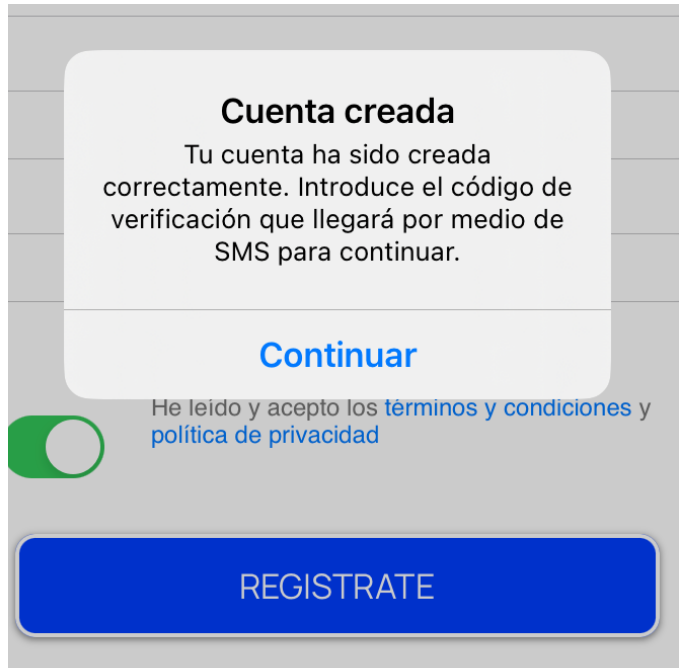 Cuenta creada
Tu cuenta ha sido creada
correctamente. Introduce el código de
verificación que llegará por medio de
SMS para continuar.
Continuar
He leído y acepto los términos y condiciones y
política de privacidad
REGISTRATE